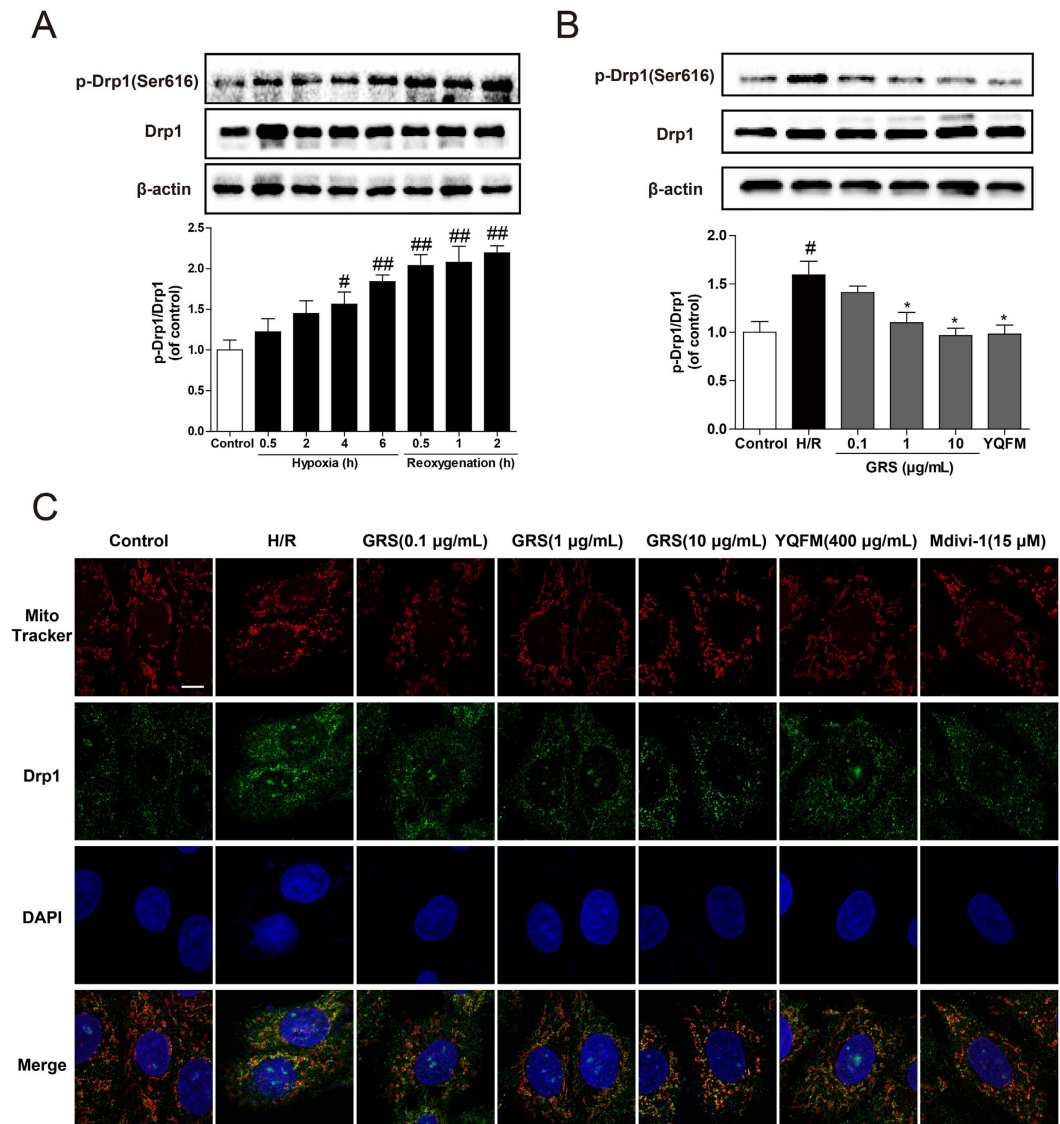 A
p-Drp1(Ser616)
Drp1
β-actin
p-Drp1/Drp1
(of control)
2.5
2.0
1.5
1.0
0.5
0.0
# ## ## ## ##
Control 0.5 2 4 6 0.5 1 2
Hypoxia (h) Reoxygenation (h)
B
p-Drp1(Ser616)
Drp1
β-actin
p-Drp1/Drp1
(of control)
2.0
1.5
1.0
0.5
0.0
# * * *
Control H/R 0.1 1 10 YQFM
GRS (μg/mL)
C
Control H/R GRS(0.1 μg/mL) GRS(1 μg/mL) GRS(10 μg/mL) YQFM(400 μg/mL) Mdivi-1(15 μM)
Mito
Tracker
Drp1
DAPI
Merge